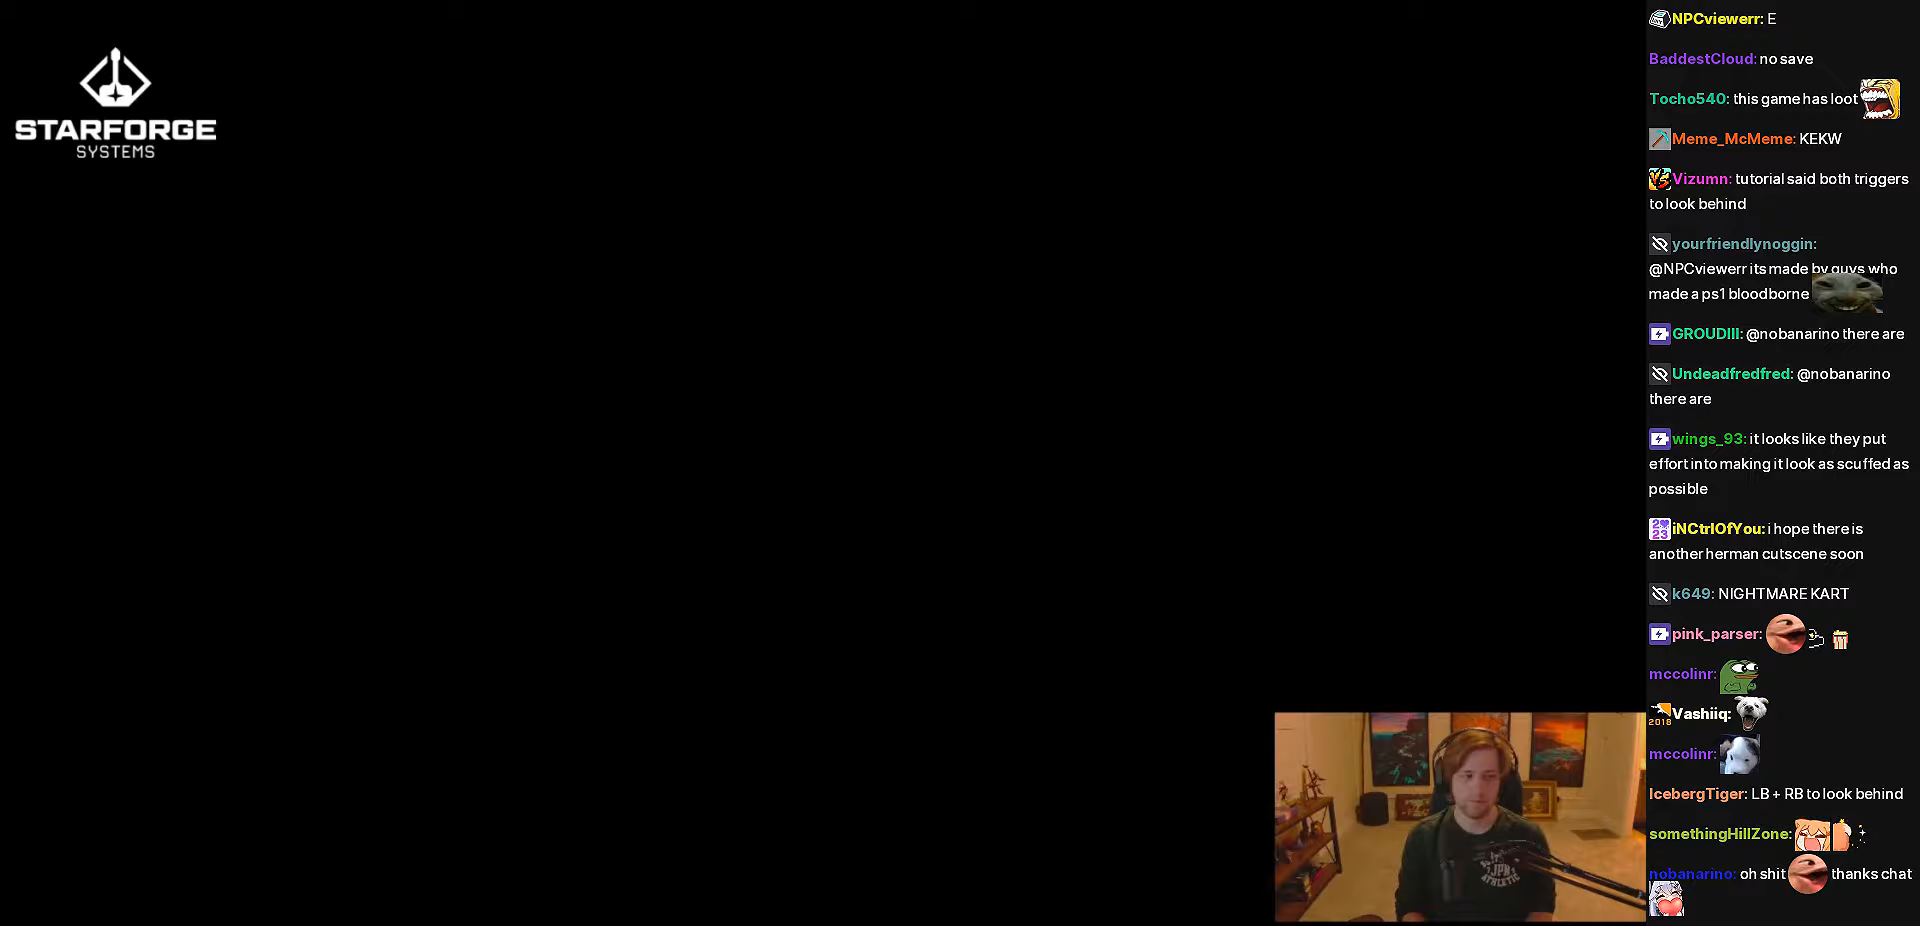 STARFORGE
SYSTEMS
NPCviewerr: E
BaddestCloud: no save
Tocho540: this game has loot
Meme_McMeme: KEKW
Vizumn: tutorial said both triggers
to look behind
yourfriendlynoggin:
@NPCviewerr its made by guys who
made a ps1 bloodborne
GROUDIII: @nobanarino there are
Undeadfredfred: @nobanarino
there are
wings_93: it looks like they put
effort into making it look as scuffed as
possible
iNCtrlOfYou: i hope there is
another herman cutscene soon
k649: NIGHTMARE KART
pink_parser:
mccolinr:
2018 Vashiiq:
mccolinr:
IcebergTiger: LB + RB to look behind
somethingHillZone:
nobanarino: oh shit thanks chat
JPN
ATHLETIC